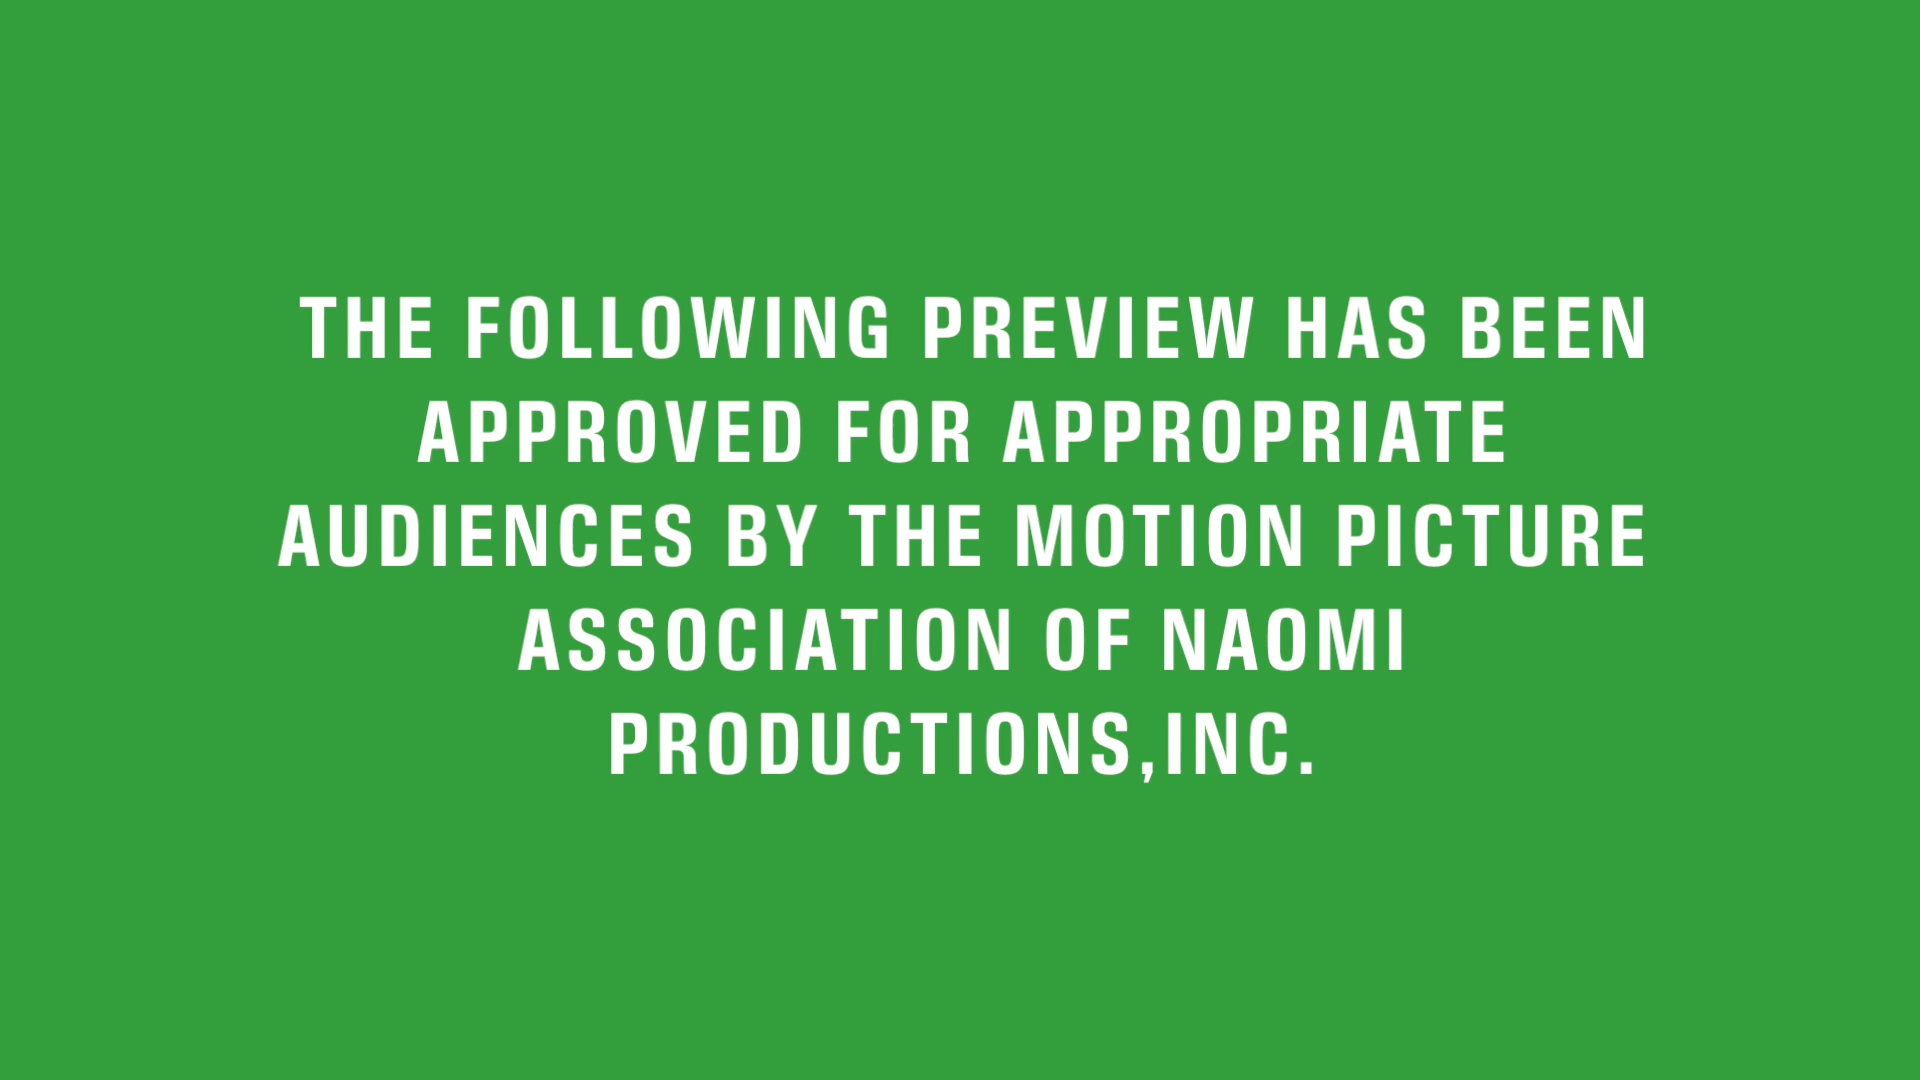 THE FOLLOWING PREVIEW HAS BEEN
APPROVED FOR APPROPRIATE
AUDIENCES BY THE MOTION PICTURE
ASSOCIATION OF NAOMI
PRODUCTIONS,INC.